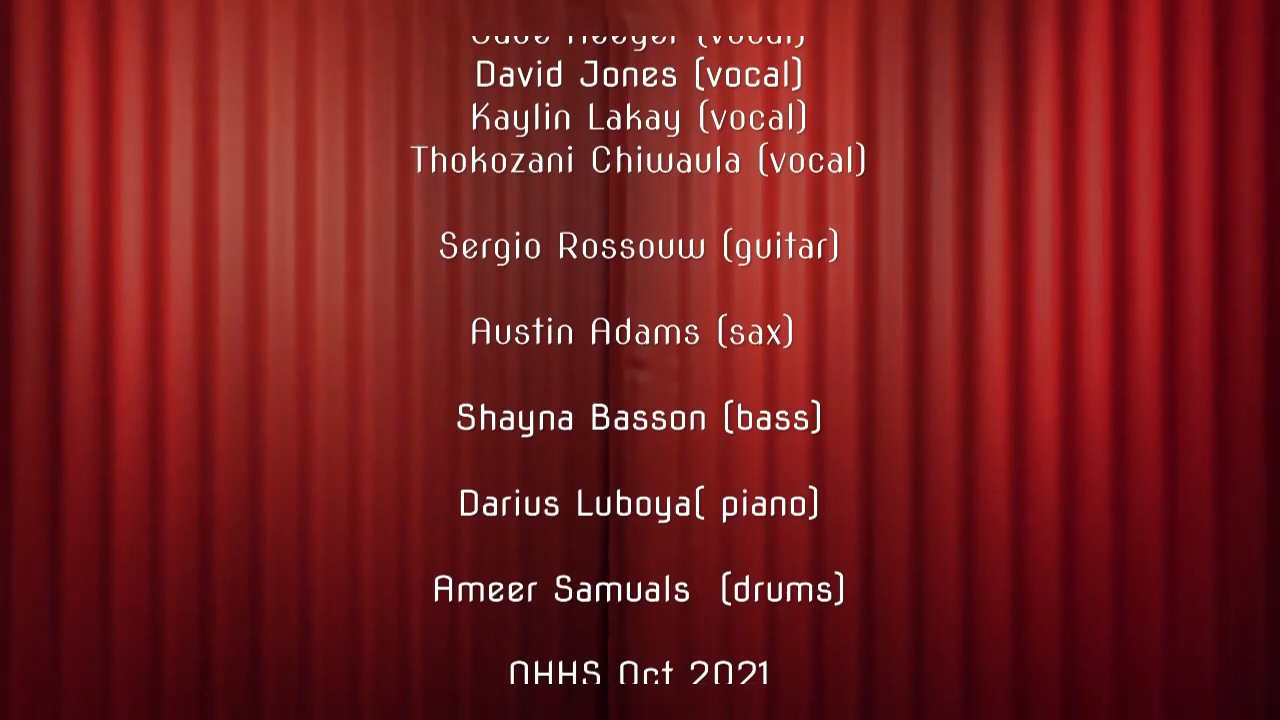 (vocal)
David Jones (vocal)
Kaylin Lakay (vocal)
Thokozani Chiwaula (vocal)
Sergio Rossouw (guitar)
Austin Adams (sax)
Shayna Basson (bass)
Darius Luboya( piano)
Ameer Samuals (drums)
Oct 2021